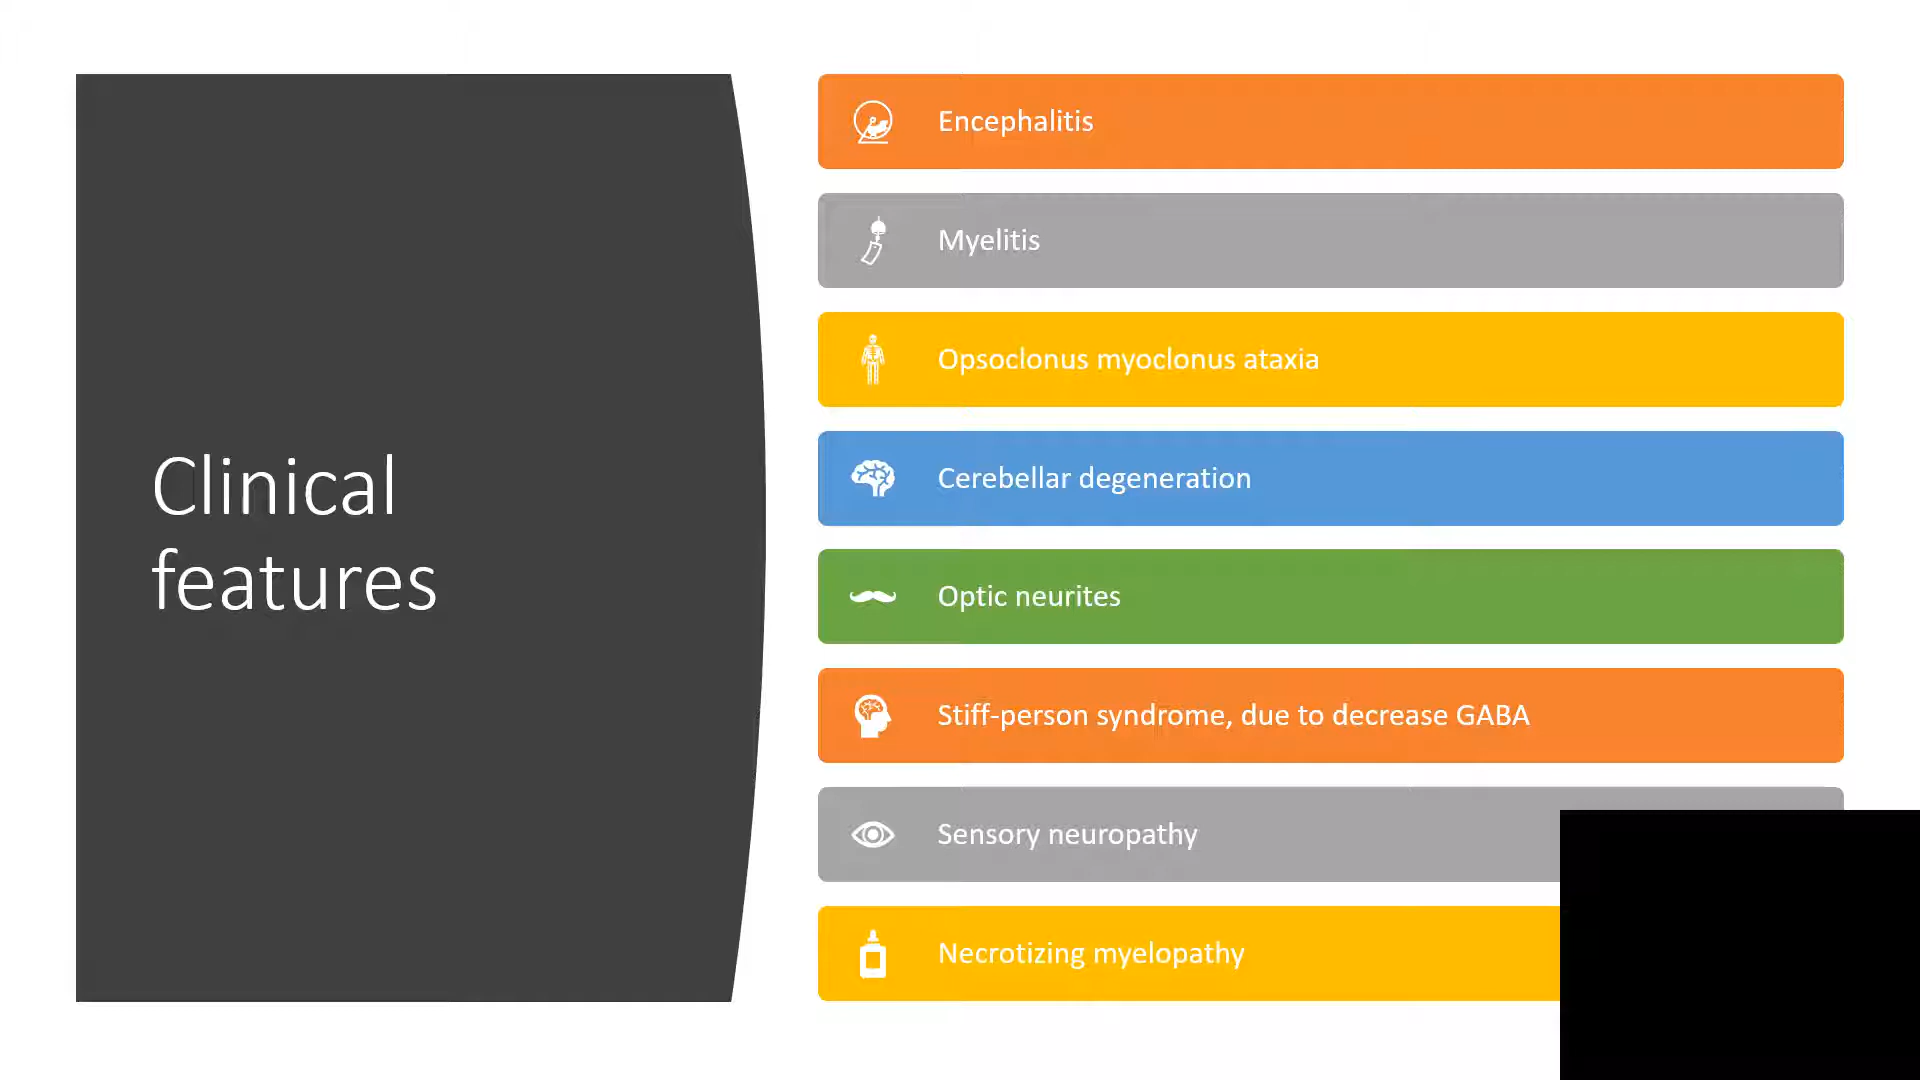 Clinical
features
Encephalitis
Myelitis
Opsoclonus myoclonus ataxia
Cerebellar degeneration
Optic neurites
Stiff-person syndrome, due to decrease GABA
Sensory neuropathy
Necrotizing myelopathy